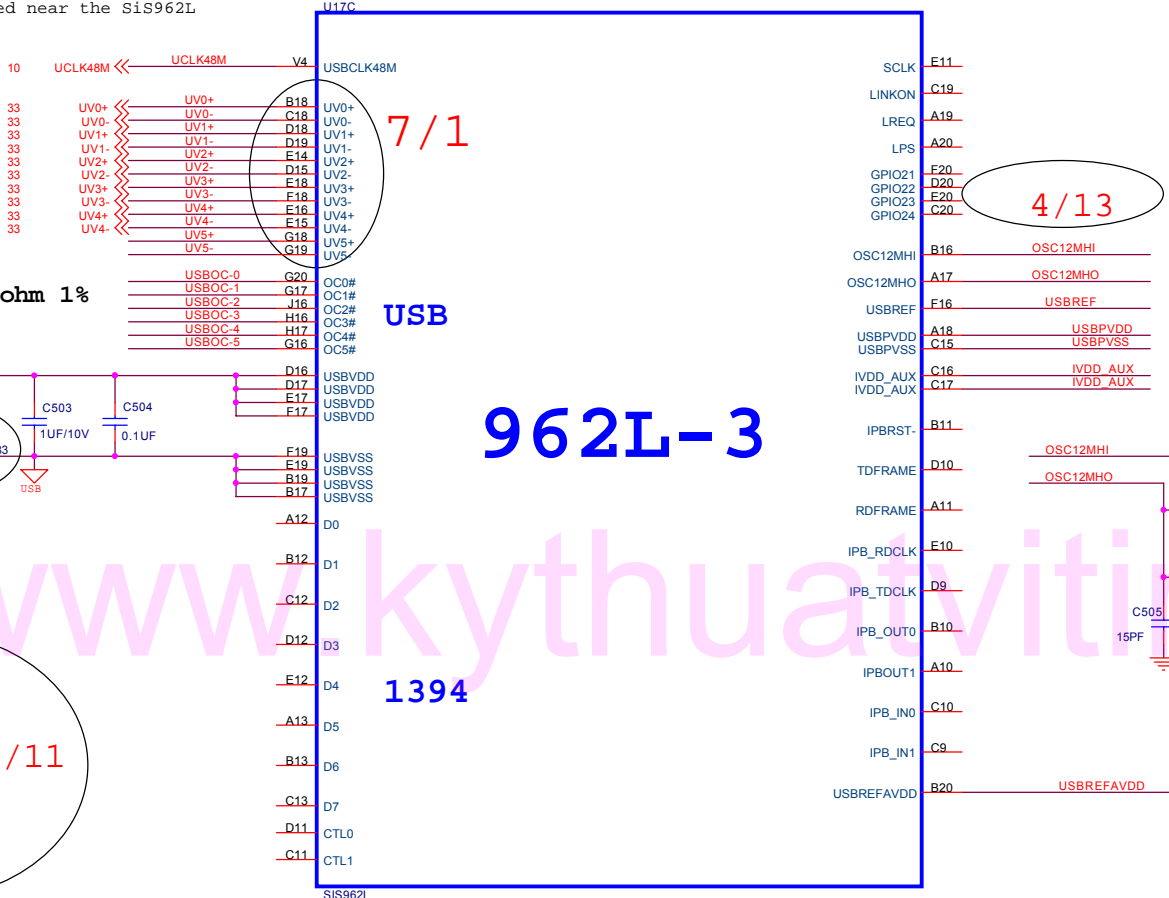 ed near the SiS962L
U17C
10 UCLK48M UCLK48M V4 USBCLK48M
33 UV0+ UV0+ B18 UV0+
33 UV0- UV0- C18 UV0-
33 UV1+ UV1+ D18 UV1+
33 UV1- UV1- D19 UV1-
33 UV2+ UV2+ E14 UV2+
33 UV2- UV2- D15 UV2-
33 UV3+ UV3+ E18 UV3+
33 UV3- UV3- F18 UV3-
33 UV4+ UV4+ E16 UV4+
33 UV4- UV4- E15 UV4-
UV5+ G18 UV5+
UV5- G19 UV5-
7/1
ohm 1%
USBOC-0 G20 OC0#
USBOC-1 G17 OC1#
USBOC-2 J16 OC2#
USBOC-3 H16 OC3#
USBOC-4 H17 OC4#
USBOC-5 G16 OC5#
USB
D16 USBVDD
D17 USBVDD
E17 USBVDD
F17 USBVDD
C503
1UF/10V
C504
0.1UF
USB
F19 USBVSS
E19 USBVSS
B19 USBVSS
B17 USBVSS
962L-3
A12 D0
B12 D1
C12 D2
D12 D3
E12 D4
A13 D5
B13 D6
C13 D7
D11 CTL0
C11 CTL1
1394
/11
SCLK E11
LINKON C19
LREQ A19
LPS A20
GPIO21 F20
GPIO22 D20
GPIO23 E20
GPIO24 C20
4/13
OSC12MHI B16 OSC12MHI
OSC12MHO A17 OSC12MHO
USBREF F16 USBREF
USBPVDD A18 USBPVDD
USBPVSS C15 USBPVSS
IVDD_AUX C16 IVDD_AUX
IVDD_AUX C17 IVDD_AUX
IPBRST- B11
TDFRAME D10
RDFRAME A11
IPB_RDCLK E10
IPB_TDCLK D9
IPB_OUT0 B10
IPBOUT1 A10
IPB_IN0 C10
IPB_IN1 C9
USBREFAVDD B20 USBREFAVDD
OSC12MHI
OSC12MHO
C505
15PF
www.kythuatviti
SIS962L